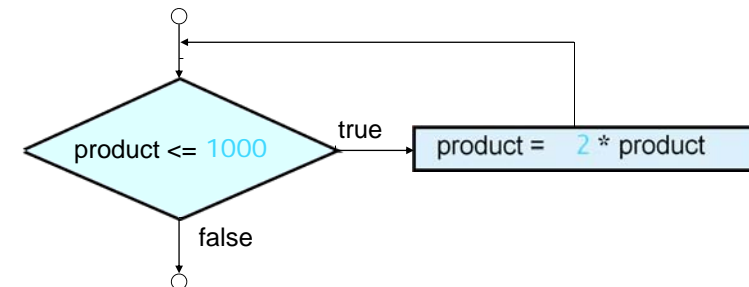 true
product <= 1000
product = 2 * product
false